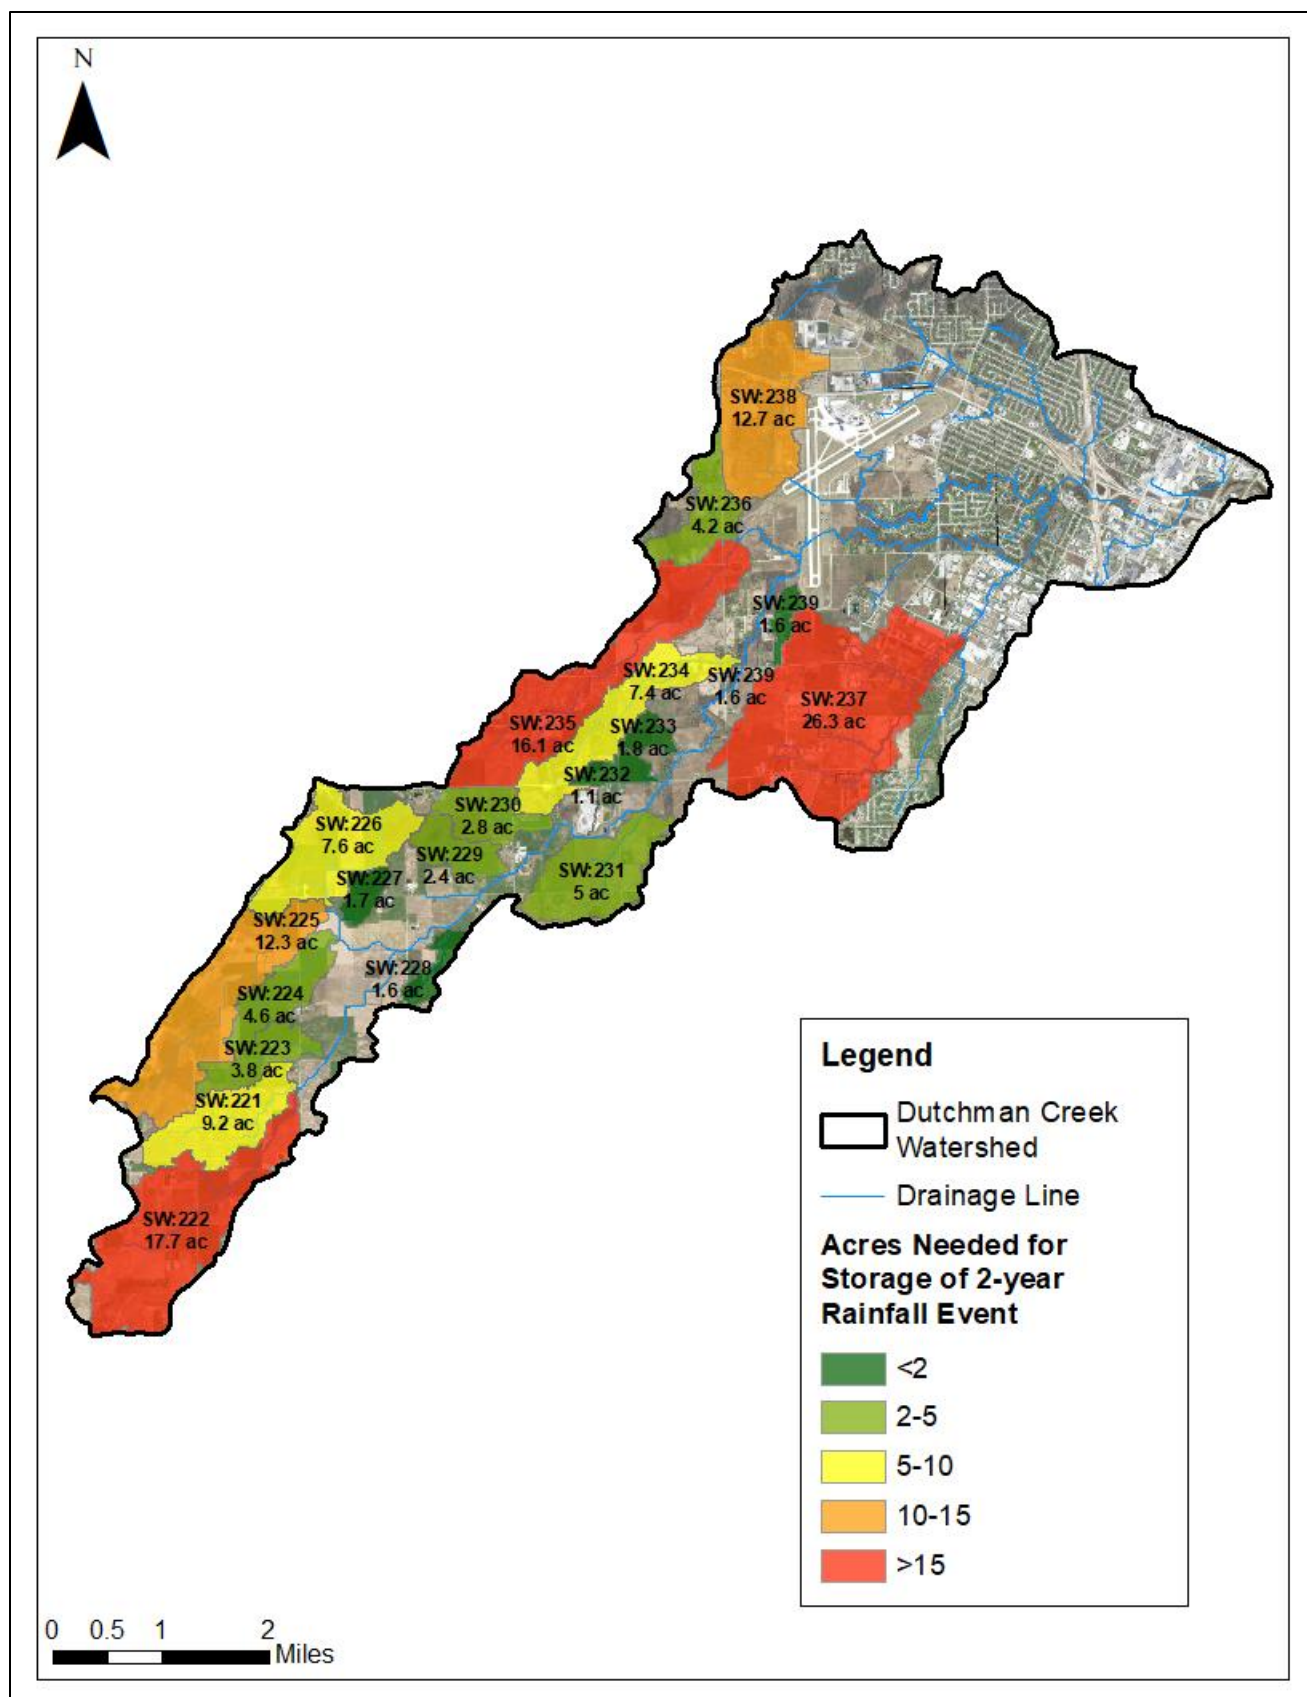 N
SW:238
12.7 ac
SW:236
4.2 ac
SW:239
1.6 ac
SW:234
7.4 ac
SW:239
1.6 ac
SW:237
26.3 ac
SW:235
16.1 ac
SW:233
1.8 ac
SW:232
1.1 ac
SW:230
2.8 ac
SW:226
7.6 ac
SW:229
2.4 ac
SW:231
5 ac
SW:227
1.7 ac
SW:225
12.3 ac
SW:228
1.6 ac
SW:224
4.6 ac
SW:223
3.8 ac
SW:221
9.2 ac
SW:222
17.7 ac
Legend
Dutchman Creek
Watershed
Drainage Line
Acres Needed for
Storage of 2-year
Rainfall Event
<2
2-5
5-10
10-15
>15
0 0.5 1 2
Miles